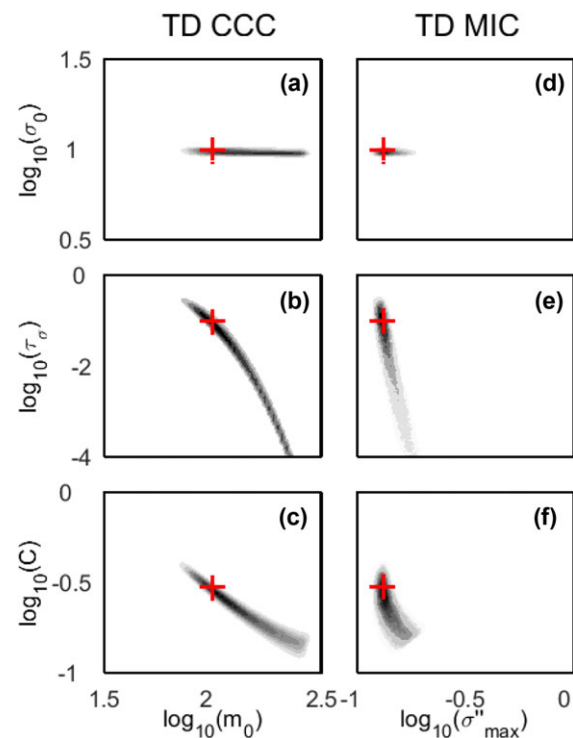 TD CCC TD MIC
1.5 (a) (d)
log10(σ0) 1
0.5
0 (b) (e)
log10(τσ) -2
-4
0 (c) (f)
log10(C) -0.5
-1
1.5 2 2.5 -1 -0.5 0
log10(m0) log10(σ"max)